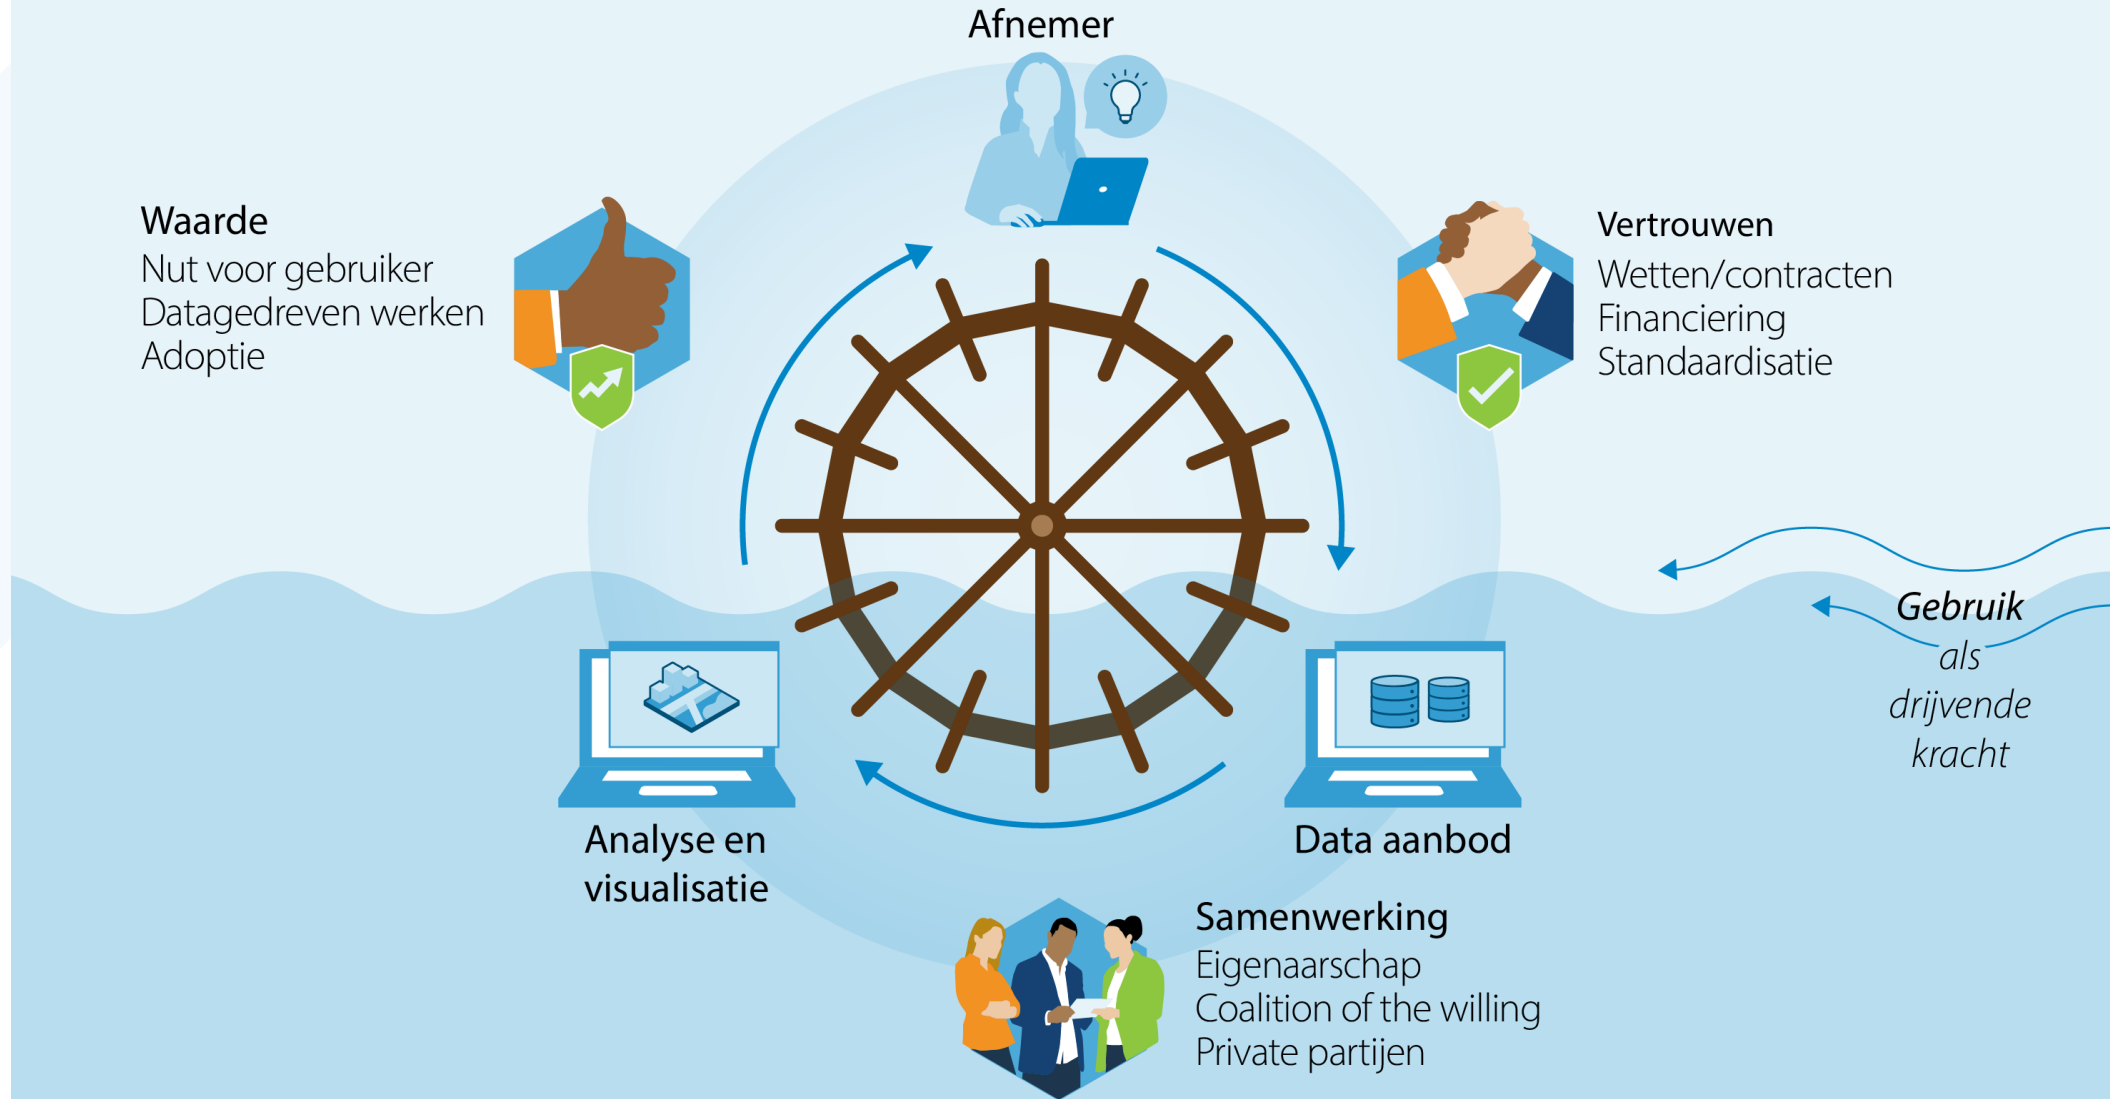 Afnemer
Waarde
Nut voor gebruiker
Datagedreven werken
Adoptie
Vertrouwen
Wetten/contracten
Financiering
Standaardisatie
Gebruik
als
drijvende
kracht
Analyse en
visualisatie
Data aanbod
Samenwerking
Eigenaarschap
Coalition of the willing
Private partijen